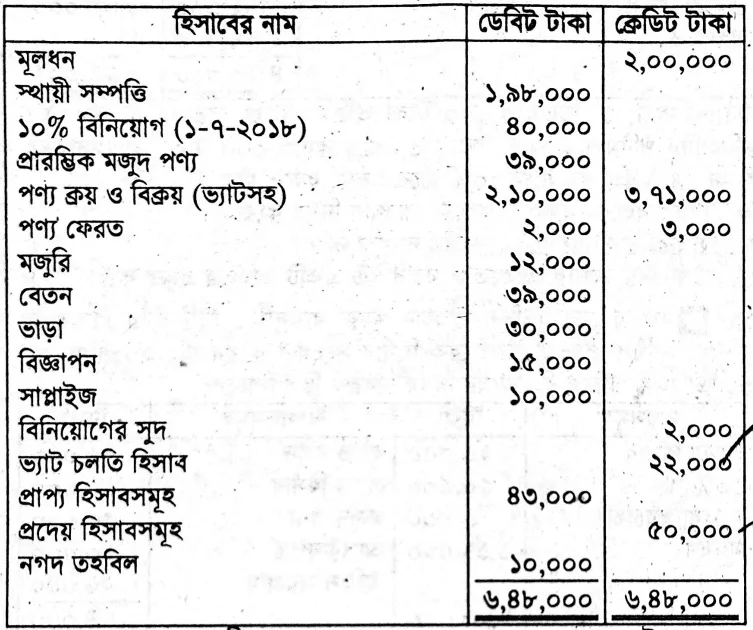 হিসাবের নাম ডেবিট টাকা ক্রেডিট টাকা
মূলধন ২,০০,০০০
স্থায়ী সম্পত্তি ১,৯৮,০০০
১০% বিনিয়োগ (১-৭-২০১৮) ৪০,০০০
প্রারম্ভিক মজুদ পণ্য ৩৯,০০০
পণ্য ক্রয় ও বিক্রয় (ভ্যাটসহ) ২,১০,০০০ ৩,৭১,০০০
পণ্য ফেরত ২,০০০ ৩,০০০
মজুরি ১২,০০০
বেতন ৩৯,০০০
ভাড়া ৩০,০০০
বিজ্ঞাপন ১৫,০০০
সাপ্লাইজ ১০,০০০
বিনিয়োগের সুদ ২,০০০
ভ্যাট চলতি হিসাব ২২,০০০
প্রাপ্য হিসাবসমূহ ৪৩,০০০
প্রদেয় হিসাবসমূহ ৫০,০০০
নগদ তহবিল ১০,০০০
৬,৪৮,০০০ ৬,৪৮,০০০